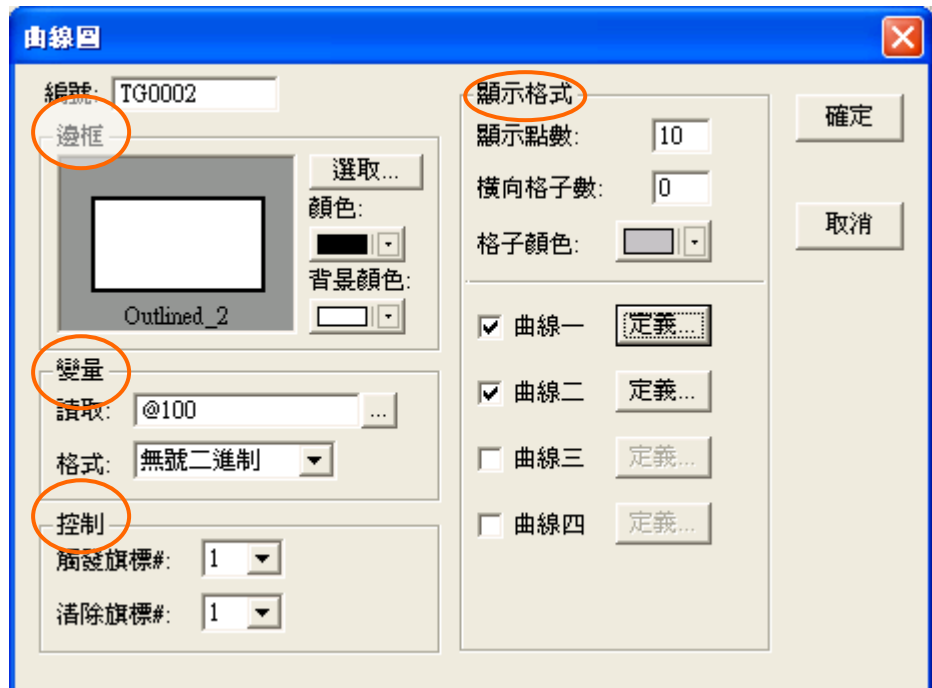 曲線圖
編號: TG0002
邊框
選取...
顏色:
背景顏色:
Outlined_2
變量
讀取: @100 ...
格式: 無號二進制
控制
觸發旗標#: 1
清除旗標#: 1
顯示格式
顯示點數: 10
橫向格子數: 0
格子顏色:
曲線一 定義...
曲線二 定義...
曲線三 定義...
曲線四 定義...
確定
取消